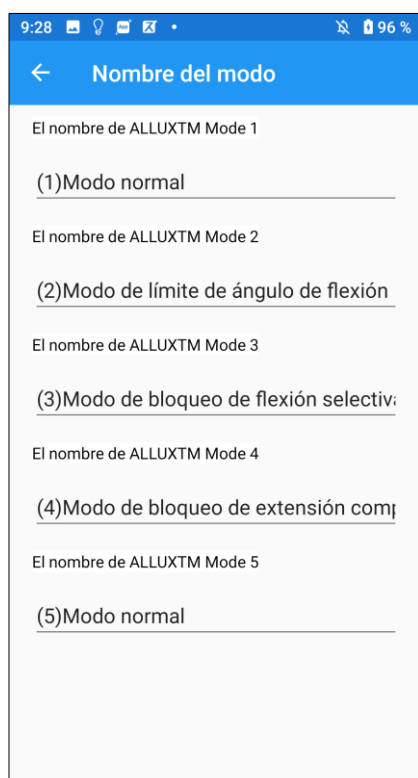 9:28 96 %
Nombre del modo
El nombre de ALLUXTM Mode 1
(1)Modo normal
El nombre de ALLUXTM Mode 2
(2)Modo de límite de ángulo de flexión
El nombre de ALLUXTM Mode 3
(3)Modo de bloqueo de flexión selectiva
El nombre de ALLUXTM Mode 4
(4)Modo de bloqueo de extensión comp
El nombre de ALLUXTM Mode 5
(5)Modo normal